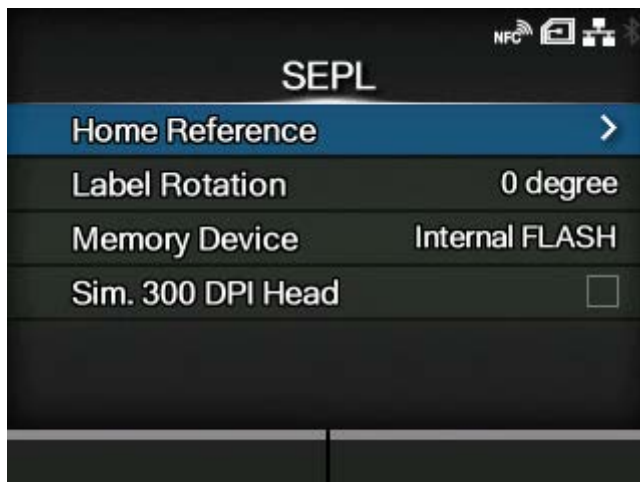 NFC
SEPL
Home Reference
Label Rotation 0 degree
Memory Device Internal FLASH
Sim. 300 DPI Head